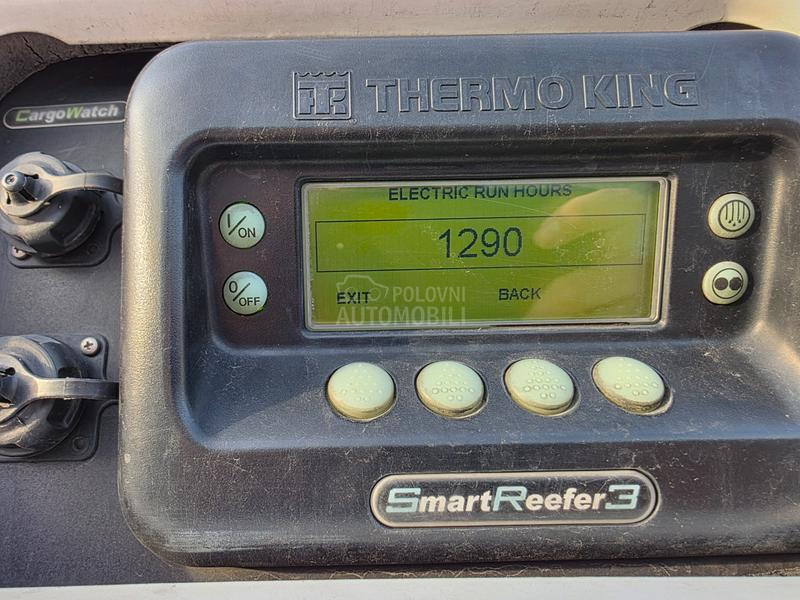 CargoWatch
THERMO KING
ELECTRIC RUN HOURS
I/ON
1290
O/OFF
EXIT
BACK
POLOVNI
AUTOMOBILI
SmartReefer3